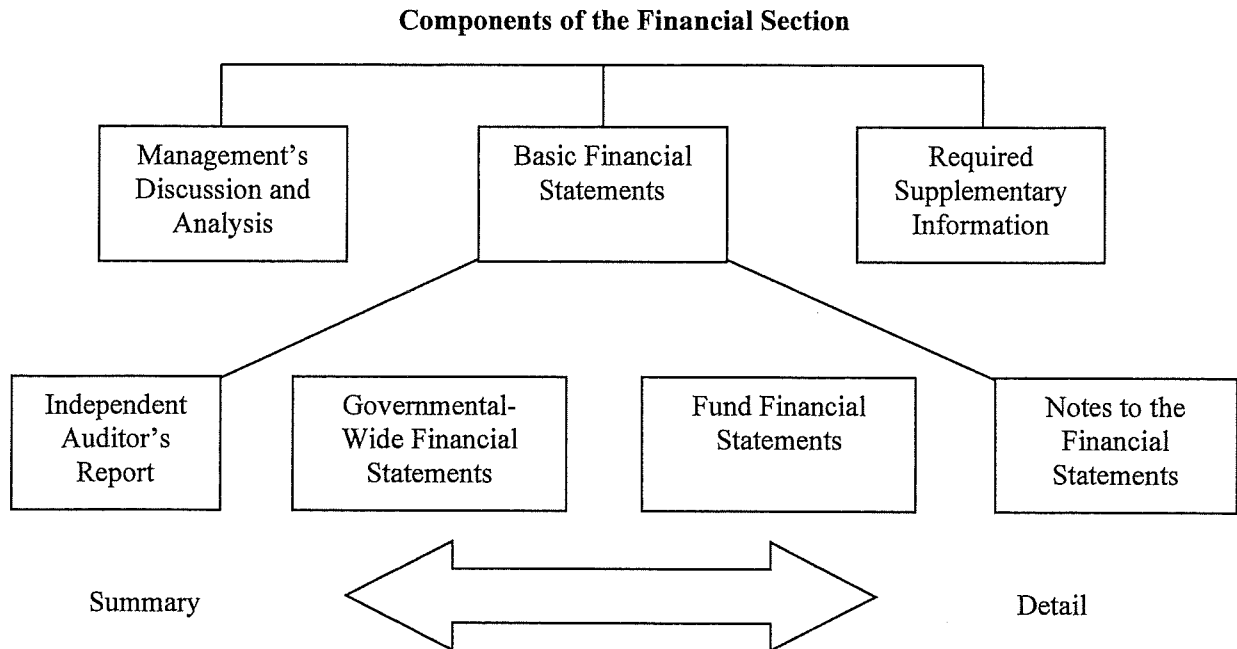 Components of the Financial Section
Management's
Discussion and
Analysis
Basic Financial
Statements
Required
Supplementary
Information
Independent
Auditor's
Report
Governmental-
Wide Financial
Statements
Fund Financial
Statements
Notes to the
Financial
Statements
Summary
Detail